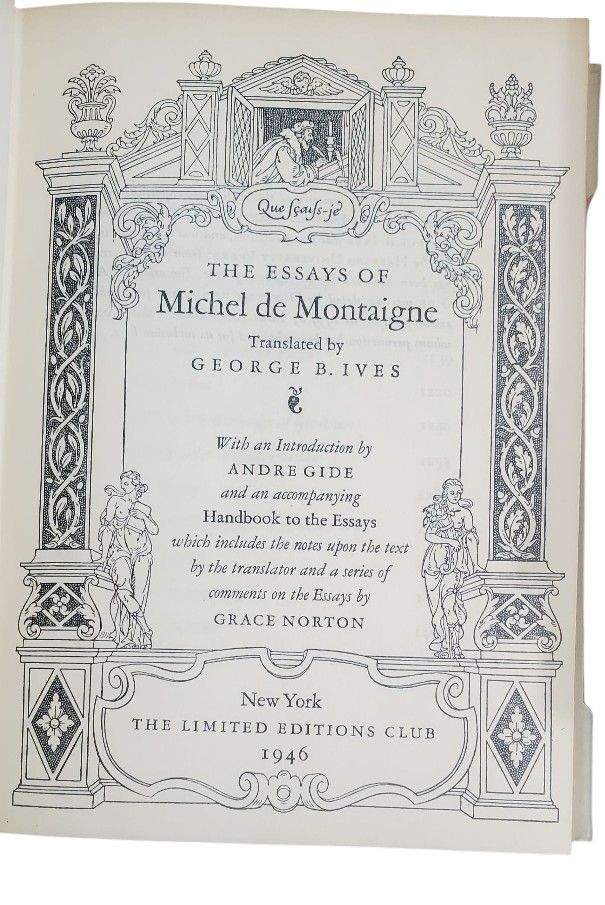 Que sçaiſs-je
THE ESSAYS OF
Michel de Montaigne
Translated by
GEORGE B. IVES
With an Introduction by
ANDRE GIDE
and an accompanying
Handbook to the Essays
which includes the notes upon the text
by the translator and a series of
comments on the Essays by
GRACE NORTON
New York
THE LIMITED EDITIONS CLUB
1946